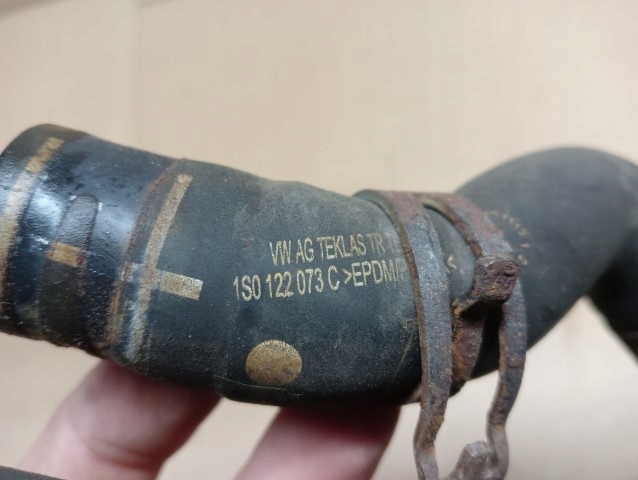 VW AG TEKLAS TR
1S0 122 073 C >EPDM/P